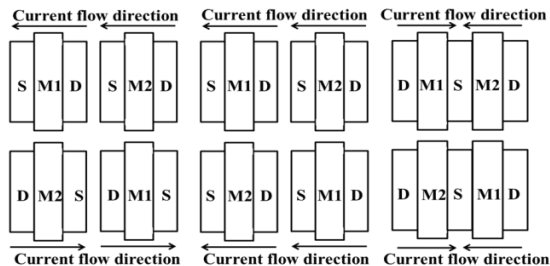 Current flow direction Current flow direction Current flow direction
S M1 D S M2 D S M1 D S M2 D D M1 S M2 D
D M2 S D M1 S S M2 D S M1 D D M2 S M1 D
Current flow direction Current flow direction Current flow direction